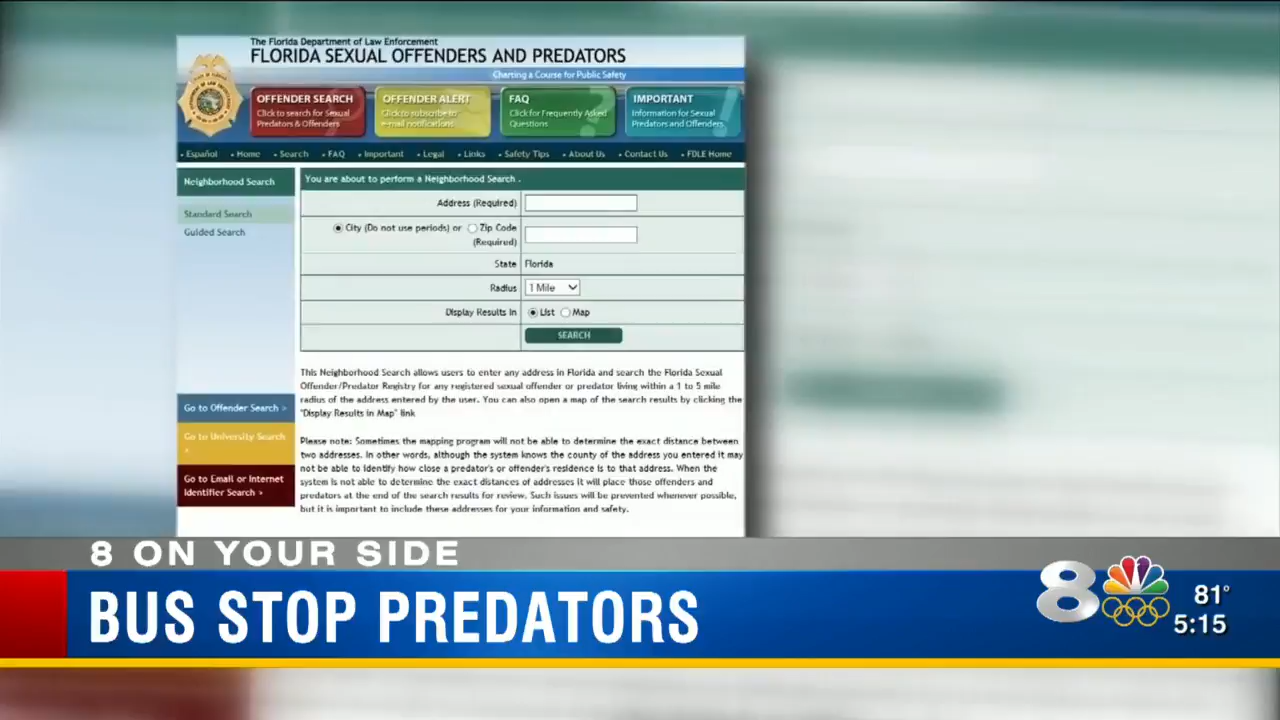 The Florida Department of Law Enforcement
FLORIDA SEXUAL OFFENDERS AND PREDATORS
Charting a Course for Public Safety
OFFENDER SEARCH
Click to search for Sexual
Predators & Offenders
OFFENDER ALERT
Click to subscribe to
e-mail notifications
FAQ
Click for Frequently Asked
Questions
IMPORTANT
Information for Sexual
Predators and Offenders
• Español • Home • Search • FAQ • Important • Legal • Links • Safety Tips • About Us • Contact Us • FDLE Home
Neighborhood Search
Standard Search
Guided Search
You are about to perform a Neighborhood Search .
Address (Required)
City (Do not use periods) or Zip Code
(Required)
State Florida
Radius 1 Mile
Display Results In List Map
SEARCH
This Neighborhood Search allows users to enter any address in Florida and search the Florida Sexual
Offender/Predator Registry for any registered sexual offender or predator living within a 1 to 5 mile
radius of the address entered by the user. You can also open a map of the search results by clicking the
"Display Results in Map" link
Please note: Sometimes the mapping program will not be able to determine the exact distance between
two addresses. In other words, although the system knows the county of the address you entered it may
not be able to identify how close a predator's or offender's residence is to that address. When the
system is not able to determine the exact distances of addresses it will place those offenders and
predators at the end of the search results for review. Such issues will be prevented whenever possible,
but it is important to include these addresses for your information and safety.
Go to Offender Search >
Go to University Search
>
Go to Email or Internet
Identifier Search >
8 ON YOUR SIDE
BUS STOP PREDATORS
8
81°
5:15